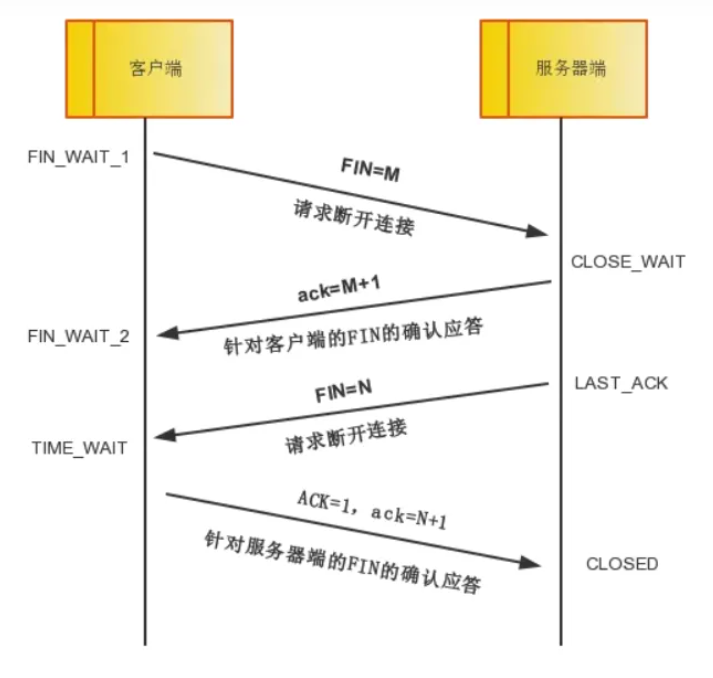 客户端
服务器端
FIN_WAIT_1
FIN=M
请求断开连接
CLOSE_WAIT
ack=M+1
针对客户端的FIN的确认应答
FIN_WAIT_2
LAST_ACK
FIN=N
请求断开连接
TIME_WAIT
ACK=1, ack=N+1
针对服务器端的FIN的确认应答
CLOSED